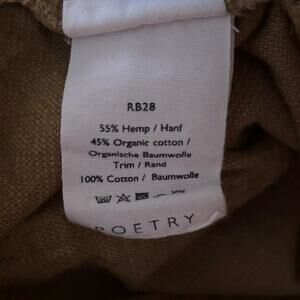 RB28
55% Hemp / Hanf
45% Organic cotton /
Organische Baumwolle
Trim / Rand
100% Cotton / Baumwolle
POETRY